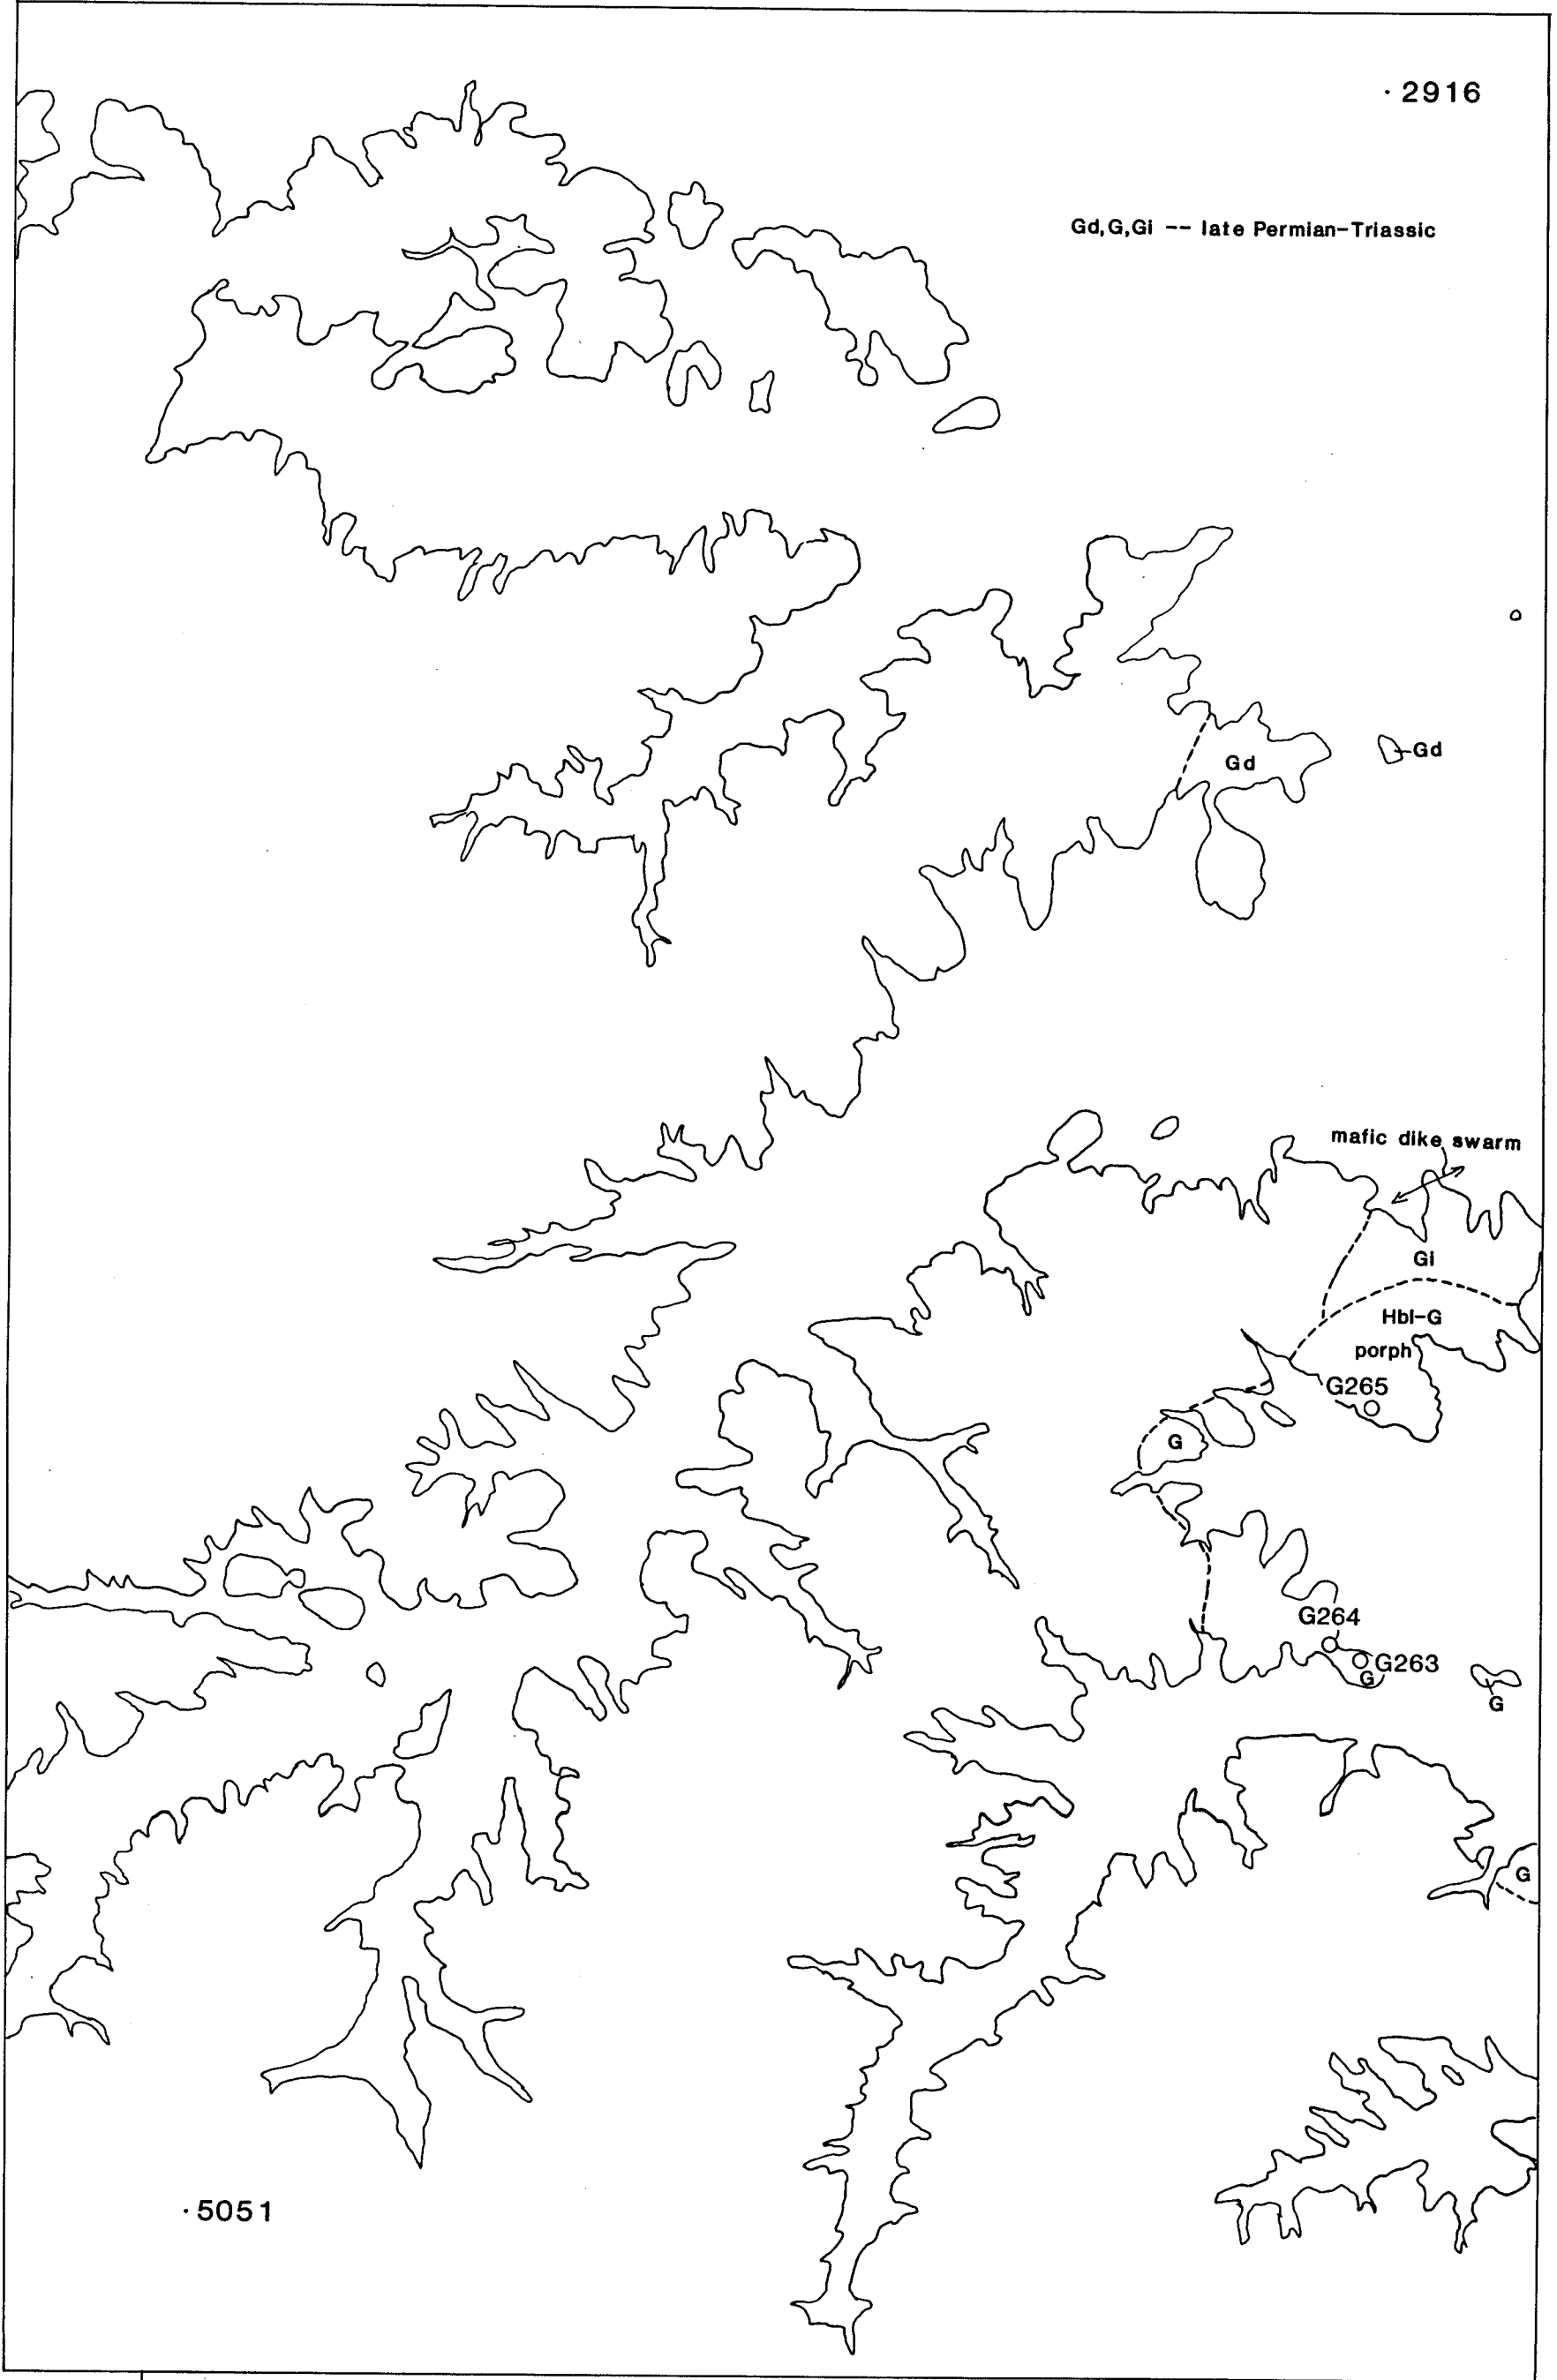 · 2916
Gd,G,Gi -- late Permian-Triassic
Gd
Gd
mafic dike swarm
Gi
Hbl-G
porph
G265
G
G264
G263
G
G
G
· 5051